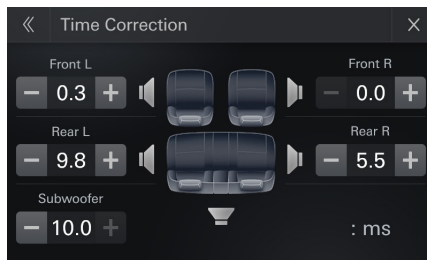 Time Correction
Front L
Front R
− 0.3 +
− 0.0 +
Rear L
Rear R
− 9.8 +
− 5.5 +
Subwoofer
− 10.0 +
: ms